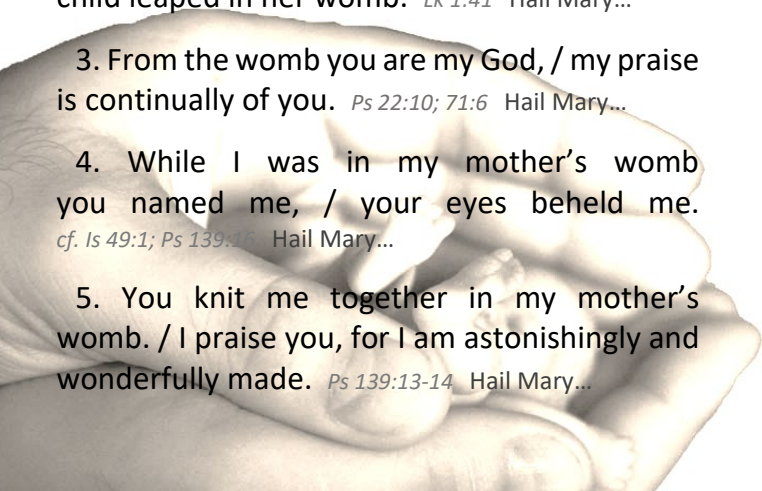 child leaped in her womb. Lk 1:41 Hail Mary…
3. From the womb you are my God, / my praise
is continually of you. Ps 22:10; 71:6 Hail Mary…
4. While I was in my mother’s womb
you named me, / your eyes beheld me.
cf. Is 49:1; Ps 139:16 Hail Mary…
5. You knit me together in my mother’s
womb. / I praise you, for I am astonishingly and
wonderfully made. Ps 139:13-14 Hail Mary…